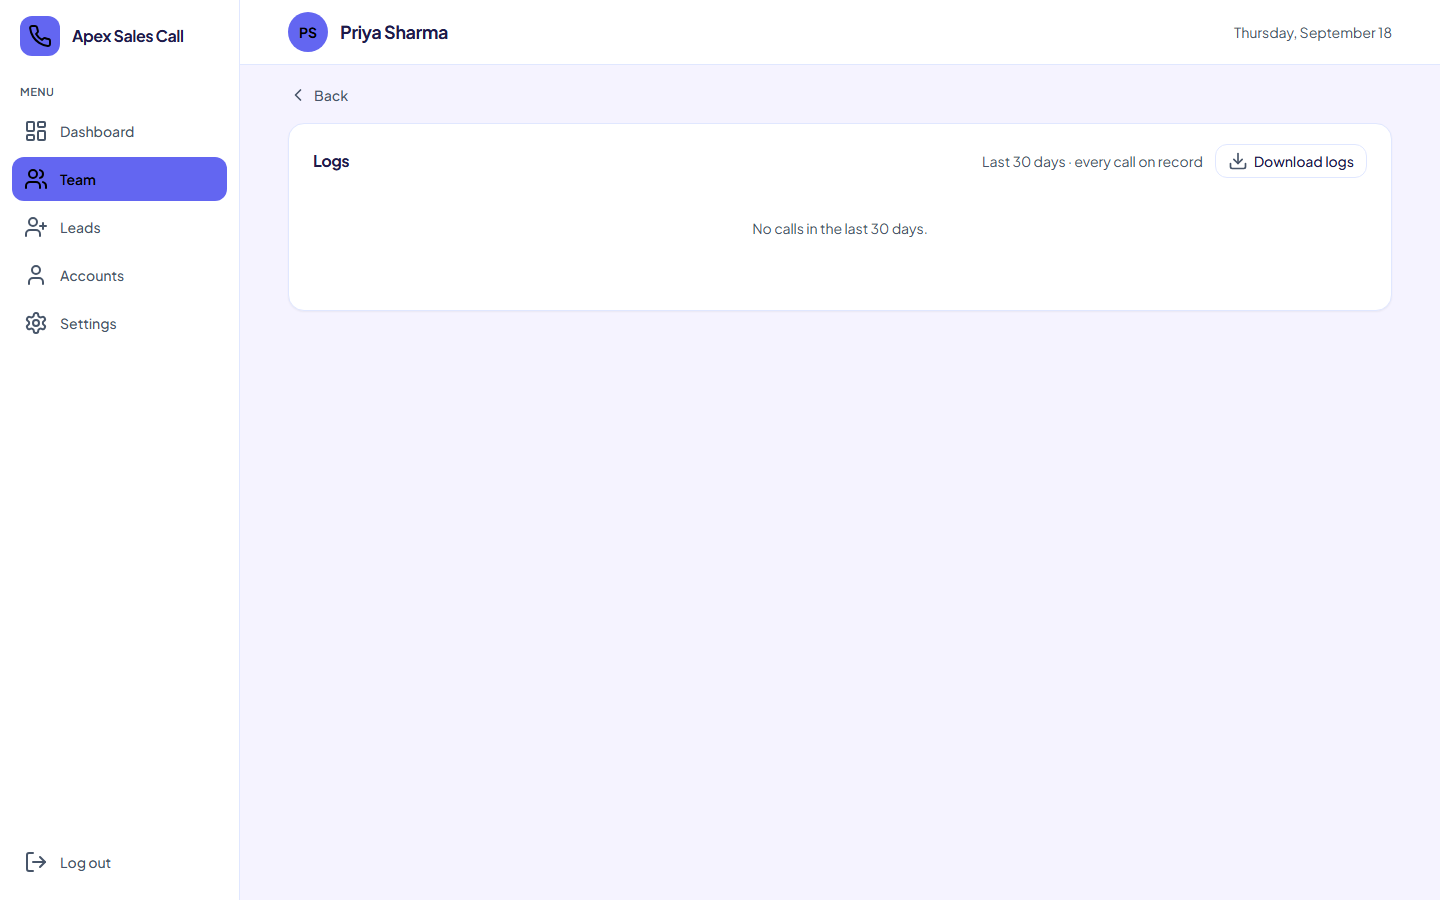 Apex Sales Call
MENU
Dashboard
Team
Leads
Accounts
Settings
Log out
PS
Priya Sharma
Thursday, September 18
Back
Logs
Last 30 days · every call on record
Download logs
No calls in the last 30 days.